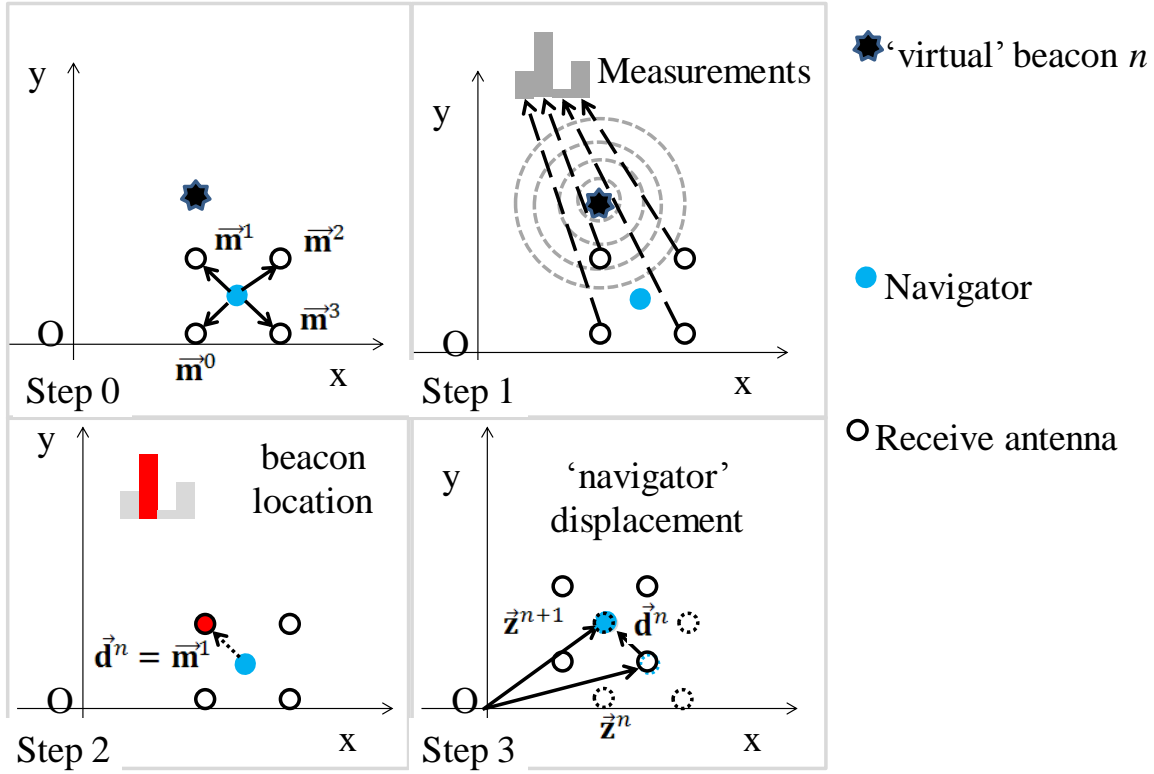 y
m⃗¹
m⃗²
m⃗³
O
m⃗⁰
x
Step 0
Measurements
y
O
x
Step 1
'virtual' beacon n
Navigator
Receive antenna
y
beacon
location
d⃗ⁿ = m⃗¹
O
x
Step 2
y
'navigator'
displacement
z⃗ⁿ⁺¹
d⃗ⁿ
O
z⃗ⁿ
x
Step 3